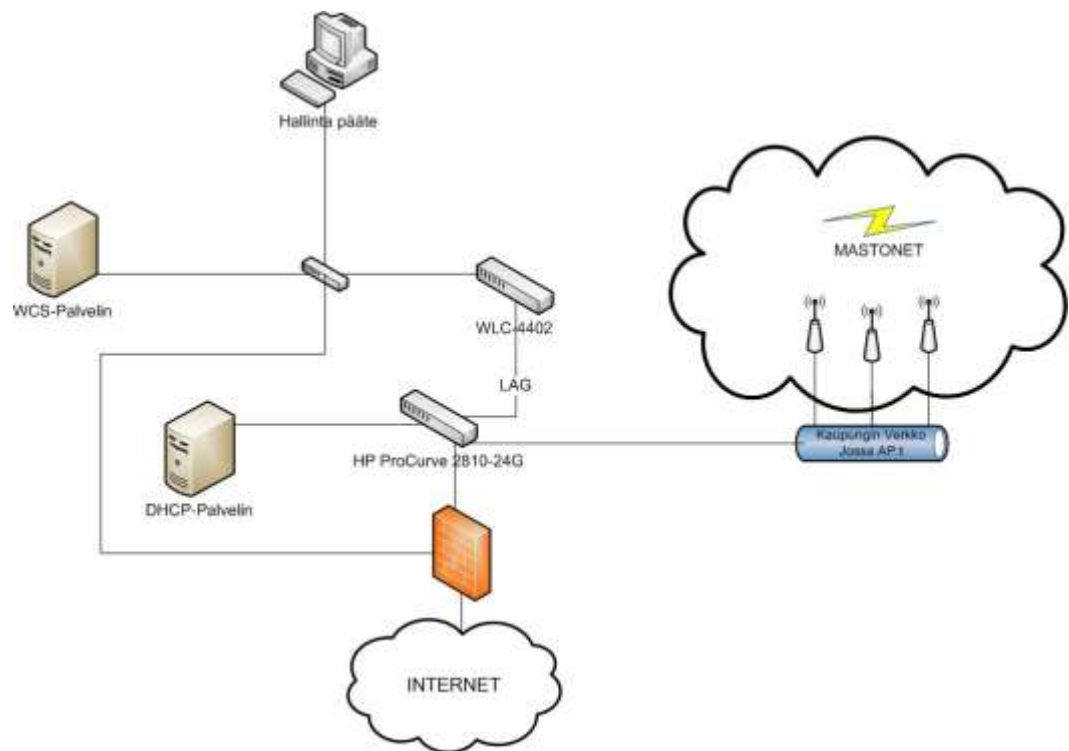 Hallinta pääte
MASTONET
WCS-Palvelin
WLC-4402
LAG
Kaupungin Verkko
Jossa AP:t
HP ProCurve 2810-24G
DHCP-Palvelin
INTERNET